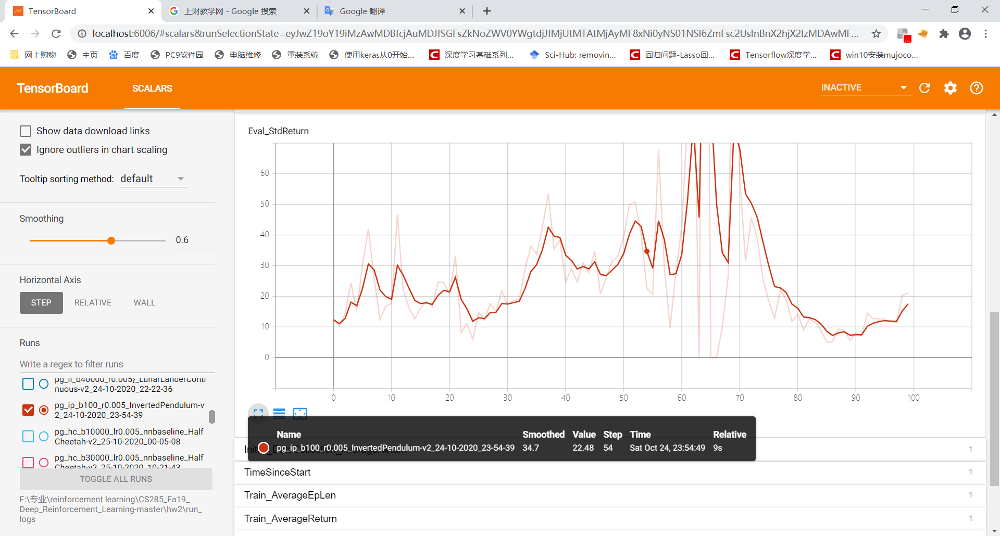 TensorBoard
上财教学网 - Google 搜索
Google 翻译
localhost:6006/#scalars&runSelectionState=eyJwZ19oY19iMzAwMDBfcjAuMDJfSGFsZkNoZWV0YWgtdjJfMjUtMTAtMjAyMF8xNi0yNS01NSI6ZmFsc2UsInBnX2hjX2IzMDAwMF...
网上购物
主页
百度
PC9软件园
电脑维修
重装系统
使用keras从0开始...
深度学习基础系列...
Sci-Hub: removin...
回归问题-Lasso回...
Tensorflow深度学...
win10安装mujoco...
TensorBoard
SCALARS
INACTIVE
Show data download links
Ignore outliers in chart scaling
Tooltip sorting method: default
Smoothing
0.6
Horizontal Axis
STEP RELATIVE WALL
Runs
Write a regex to filter runs
pg_ll_b40000_r0.005}_LunarLanderConti
nuous-v2_24-10-2020_22-22-36
pg_ip_b100_r0.005_InvertedPendulum-v
2_24-10-2020_23-54-39
pg_hc_b10000_lr0.005_nnbaseline_Half
Cheetah-v2_25-10-2020_00-05-08
pg_hc_b30000_lr0.005_nnbaseline_Half
Cheetah-v2_25-10-2020_10-21-43
TOGGLE ALL RUNS
F:\专业\reinforcement learning\CS285_Fa19_
Deep_Reinforcement_Learning-master\hw2\run_
logs
Eval_StdReturn
60
50
40
30
20
10
0
0 10 20 30 40 50 60 70 80 90 100
Name Smoothed Value Step Time Relative
pg_ip_b100_r0.005_InvertedPendulum-v2_24-10-2020_23-54-39 34.7 22.48 54 Sat Oct 24, 23:54:49 9s
1
TimeSinceStart 1
Train_AverageEpLen 1
Train_AverageReturn 1